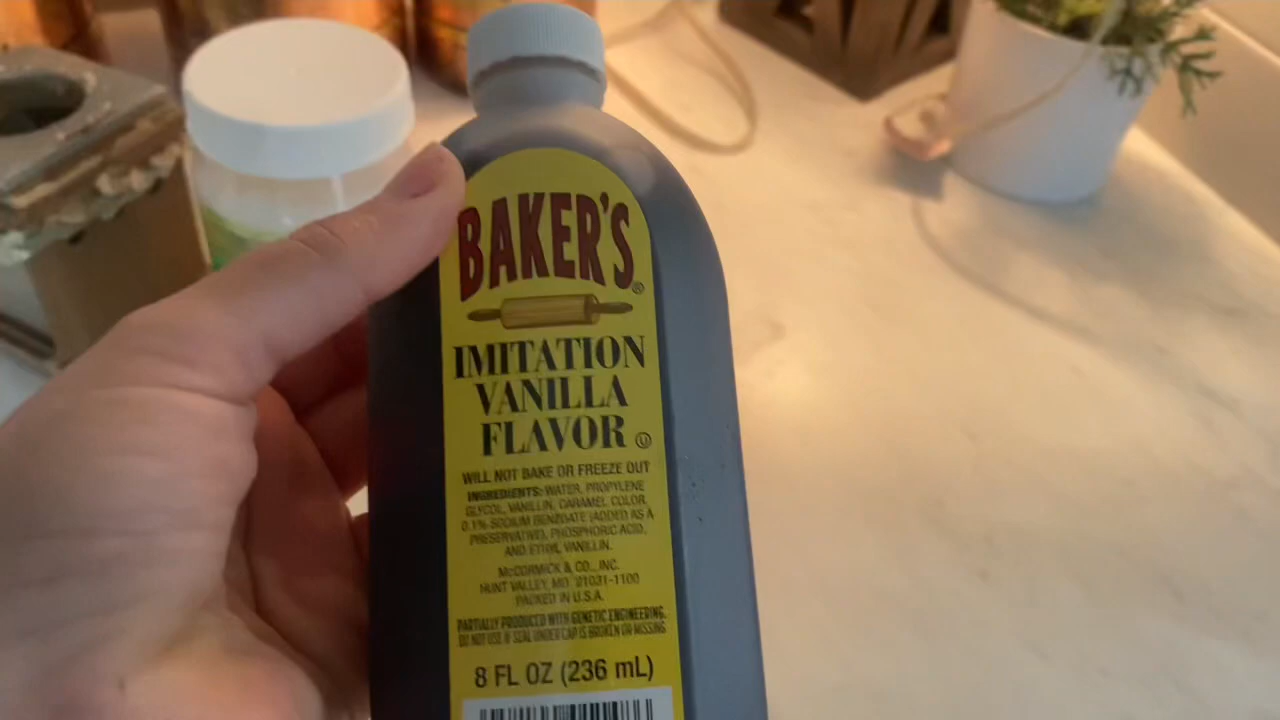 BAKER'S®
IMITATION
VANILLA
FLAVOR Ⓤ
WILL NOT BAKE OR FREEZE OUT
INGREDIENTS: WATER, PROPYLENE
GLYCOL, VANILLIN, CARAMEL COLOR,
0.1% SODIUM BENZOATE (ADDED AS A
PRESERVATIVE), PHOSPHORIC ACID,
AND ETHYL VANILLIN.
McCORMICK & CO., INC.
HUNT VALLEY, MD 21031-1100
PACKED IN U.S.A.
PARTIALLY PRODUCED WITH GENETIC ENGINEERING.
DO NOT USE IF SEAL UNDER CAP IS BROKEN OR MISSING
8 FL OZ (236 mL)